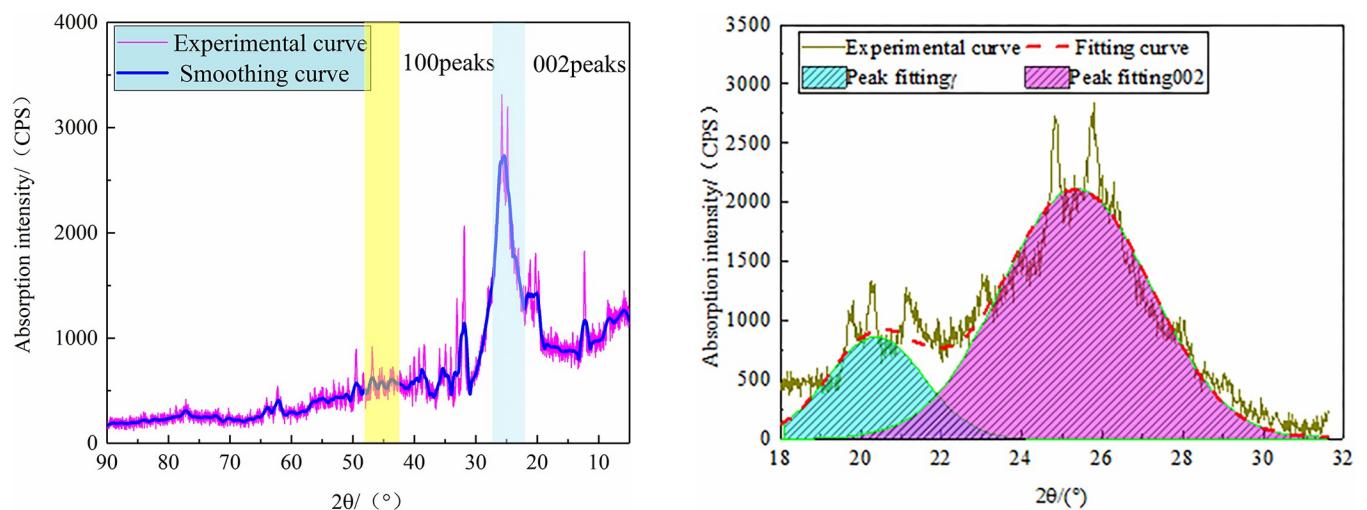 4000
3000
2000
1000
0
Absorption intensity/（CPS）
Experimental curve
Smoothing curve
100peaks
002peaks
90 80 70 60 50 40 30 20 10
2θ/（°）
3500
3000
2500
2000
1500
1000
500
0
Absorption intensity/（CPS）
Experimental curve Fitting curve
Peak fittingγ Peak fitting002
18 20 22 24 26 28 30 32
2θ/(°)